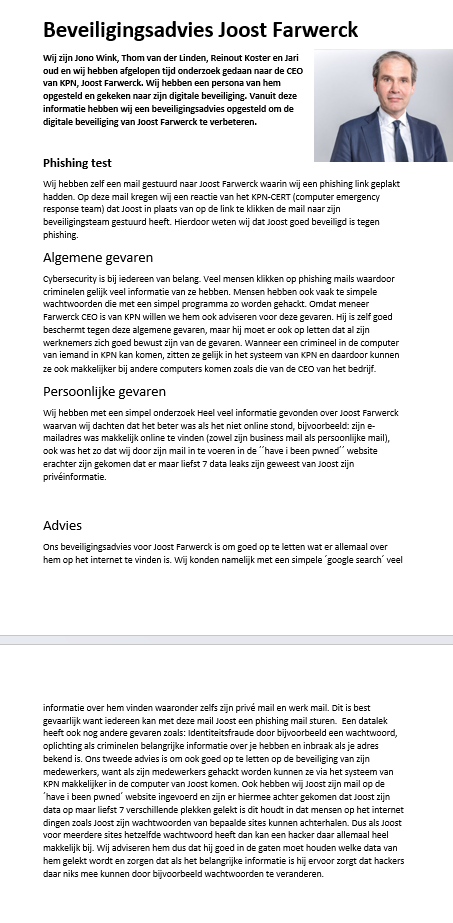 Beveiligingsadvies Joost Farwerck
Wij zijn Jono Wink, Thom van der Linden, Reinout Koster en Jari
oud en wij hebben afgelopen tijd onderzoek gedaan naar de CEO
van KPN, Joost Farwerck. Wij hebben een persona van hem
opgesteld en gekeken naar zijn digitale beveiliging. Vanuit deze
informatie hebben wij een beveiligingsadvies opgesteld om de
digitale beveiliging van Joost Farwerck te verbeteren.
Phishing test
Wij hebben zelf een mail gestuurd naar Joost Farwerck waarin wij een phishing link geplakt
hadden. Op deze mail kregen wij een reactie van het KPN-CERT (computer emergency
response team) dat Joost in plaats van op de link te klikken de mail naar zijn
beveiligingsteam gestuurd heeft. Hierdoor weten wij dat Joost goed beveiligd is tegen
phishing.
Algemene gevaren
Cybersecurity is bij iedereen van belang. Veel mensen klikken op phishing mails waardoor
criminelen gelijk veel informatie van ze hebben. Mensen hebben ook vaak te simpele
wachtwoorden die met een simpel programma zo worden gehackt. Omdat meneer
Farwerck CEO is van KPN willen we hem ook adviseren voor deze gevaren. Hij is zelf goed
beschermt tegen deze algemene gevaren, maar hij moet er ook op letten dat al zijn
werknemers zich goed bewust zijn van de gevaren. Wanneer een crimineel in de computer
van iemand in KPN kan komen, zitten ze gelijk in het systeem van KPN en daardoor kunnen
ze ook makkelijker bij andere computers komen zoals die van de CEO van het bedrijf.
Persoonlijke gevaren
Wij hebben met een simpel onderzoek Heel veel informatie gevonden over Joost Farwerck
waarvan wij dachten dat het beter was als het niet online stond, bijvoorbeeld: zijn e-
mailadres was makkelijk online te vinden (zowel zijn business mail als persoonlijke mail),
ook was het zo dat wij door zijn mail in te voeren in de ´´have i been pwned´´ website
erachter zijn gekomen dat er maar liefst 7 data leaks zijn geweest van Joost zijn
privéinformatie.
Advies
Ons beveiligingsadvies voor Joost Farwerck is om goed op te letten wat er allemaal over
hem op het internet te vinden is. Wij konden namelijk met een simpele ´google search´ veel
informatie over hem vinden waaronder zelfs zijn privé mail en werk mail. Dit is best
gevaarlijk want iedereen kan met deze mail Joost een phishing mail sturen. Een datalek
heeft ook nog andere gevaren zoals: Identiteitsfraude door bijvoorbeeld een wachtwoord,
oplichting als criminelen belangrijke informatie over je hebben en inbraak als je adres
bekend is. Ons tweede advies is om ook goed op te letten op de beveiliging van zijn
medewerkers, want als zijn medewerkers gehackt worden kunnen ze via het systeem van
KPN makkelijker in de computer van Joost komen. Ook hebben wij Joost zijn mail op de
´have i been pwned´ website ingevoerd en zijn er hiermee achter gekomen dat Joost zijn
data op maar liefst 7 verschillende plekken gelekt is dit houdt in dat mensen op het internet
dingen zoals Joost zijn wachtwoorden van bepaalde sites kunnen achterhalen. Dus als Joost
voor meerdere sites hetzelfde wachtwoord heeft dan kan een hacker daar allemaal heel
makkelijk bij. Wij adviseren hem dus dat hij goed in de gaten moet houden welke data van
hem gelekt wordt en zorgen dat als het belangrijke informatie is hij ervoor zorgt dat hackers
daar niks mee kunnen door bijvoorbeeld wachtwoorden te veranderen.